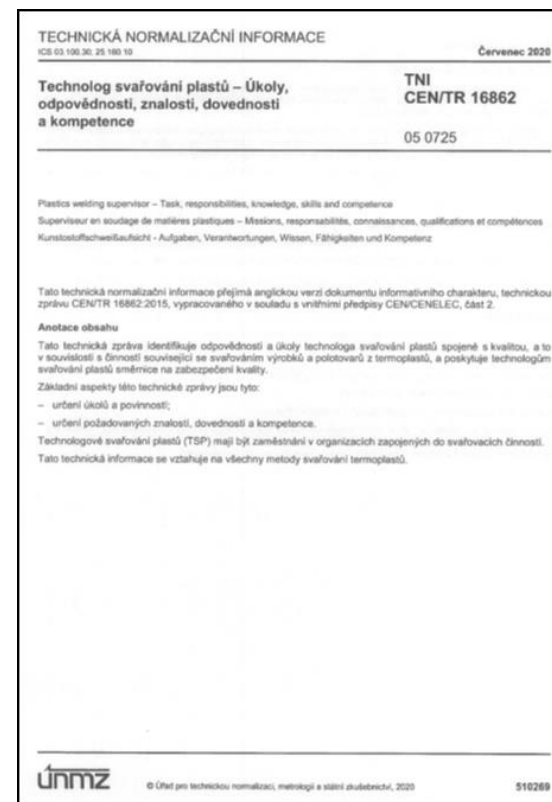 TECHNICKÁ NORMALIZAČNÍ INFORMACE
ICS 03.100.30; 25.160.10
Červenec 2020
Technolog svařování plastů – Úkoly,
odpovědnosti, znalosti, dovednosti
a kompetence
TNI
CEN/TR 16862
05 0725
Plastics welding supervisor – Task, responsibilities, knowledge, skills and competence
Superviseur en soudage de matières plastiques – Missions, responsabilités, connaissances, qualifications et compétences
Kunststoffschweißaufsicht - Aufgaben, Verantwortungen, Wissen, Fähigkeiten und Kompetenz
Tato technická normalizační informace přejímá anglickou verzi dokumentu informativního charakteru, technickou
zprávu CEN/TR 16862:2015, vypracovaného v souladu s vnitřními předpisy CEN/CENELEC, část 2.
Anotace obsahu
Tato technická zpráva identifikuje odpovědnosti a úkoly technologa svařování plastů spojené s kvalitou, a to
v souvislosti s činností související se svařováním výrobků a polotovarů z termoplastů, a poskytuje technologům
svařování plastů směrnice na zabezpečení kvality.
Základní aspekty této technické zprávy jsou tyto:
– určení úkolů a povinností;
– určení požadovaných znalostí, dovedností a kompetence.
Technologové svařování plastů (TSP) mají být zaměstnáni v organizacích zapojených do svařovacích činností.
Tato technická informace se vztahuje na všechny metody svařování termoplastů.
únmz
© Úřad pro technickou normalizaci, metrologii a státní zkušebnictví, 2020
510269